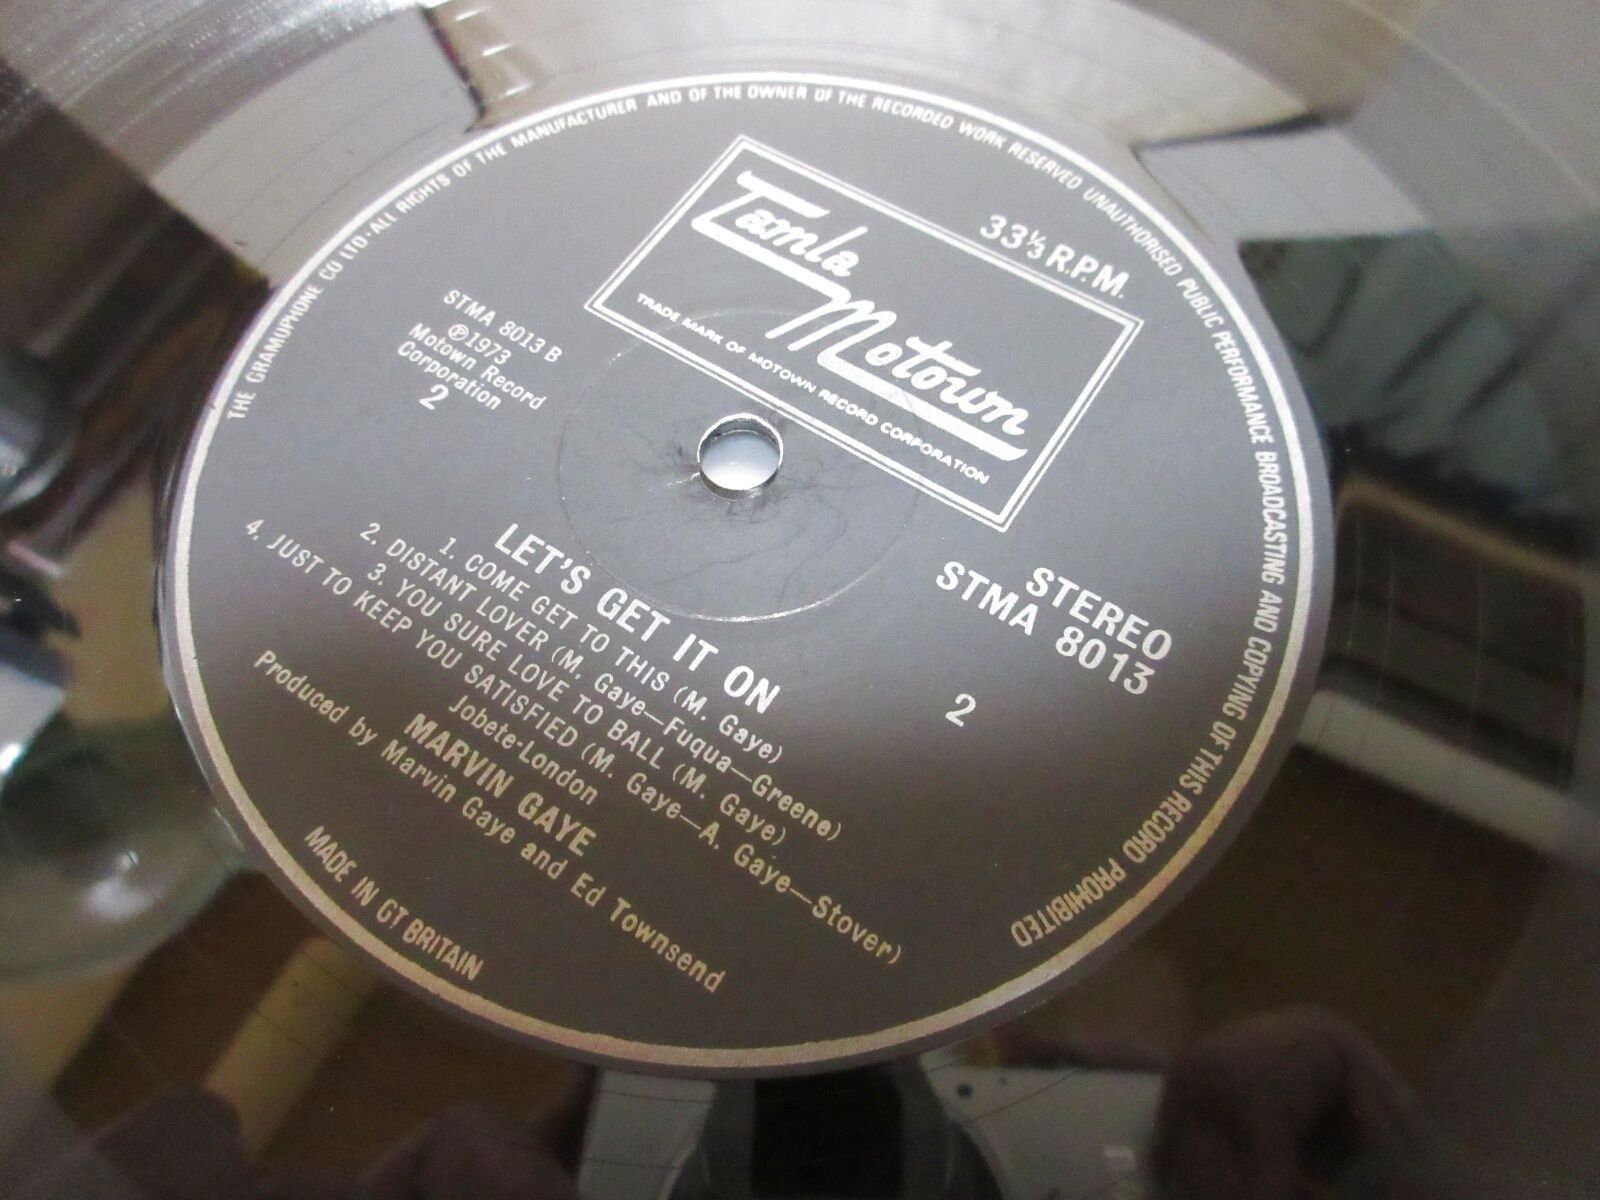 THE GRAMOPHONE CO LTD · ALL RIGHTS OF THE MANUFACTURER AND OF THE OWNER OF THE RECORDED WORK RESERVED UNAUTHORISED PUBLIC PERFORMANCE BROADCASTING AND COPYING OF THIS RECORD PROHIBITED
33⅓ R.P.M.
Tamla
Motown
TRADE MARK OF MOTOWN RECORD CORPORATION
STMA 8013 B
℗1973
Motown Record
Corporation
2
STEREO
STMA 8013
2
LET'S GET IT ON
1. COME GET TO THIS (M. Gaye)
2. DISTANT LOVER (M. Gaye—Fuqua—Greene)
3. YOU SURE LOVE TO BALL (M. Gaye)
4. JUST TO KEEP YOU SATISFIED (M. Gaye—A. Gaye—Stover)
Jobete-London
MARVIN GAYE
Produced by Marvin Gaye and Ed Townsend
MADE IN GT BRITAIN